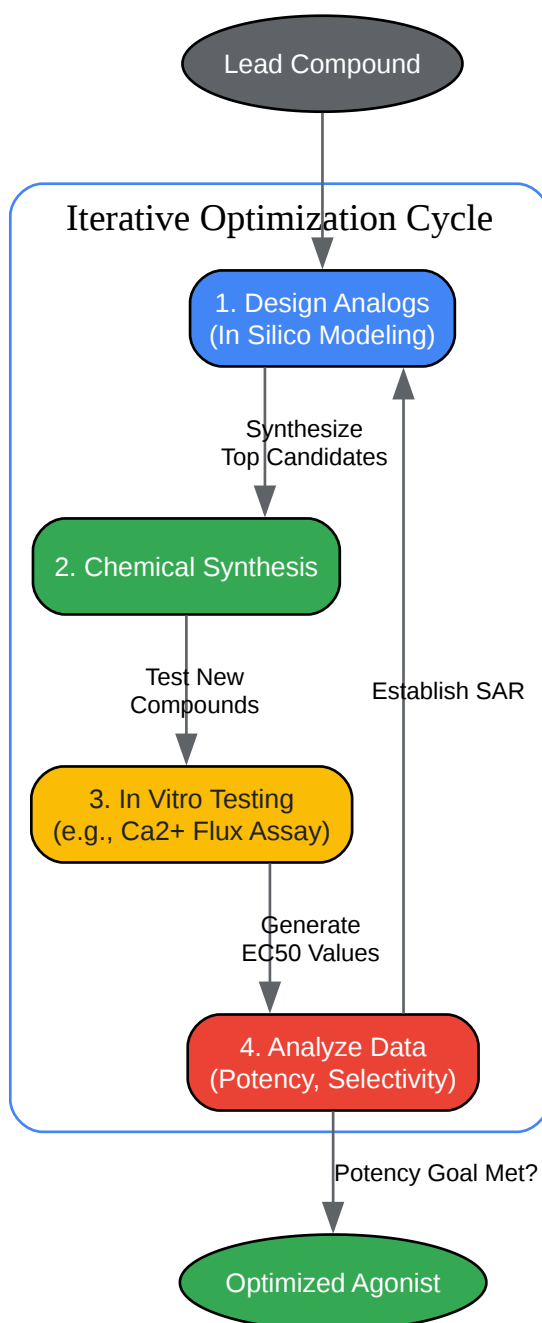 Lead Compound
Iterative Optimization Cycle
1. Design Analogs
(In Silico Modeling)
Synthesize
Top Candidates
2. Chemical Synthesis
Test New
Compounds
Establish SAR
3. In Vitro Testing
(e.g., Ca2+ Flux Assay)
Generate
EC50 Values
4. Analyze Data
(Potency, Selectivity)
Potency Goal Met?
Optimized Agonist